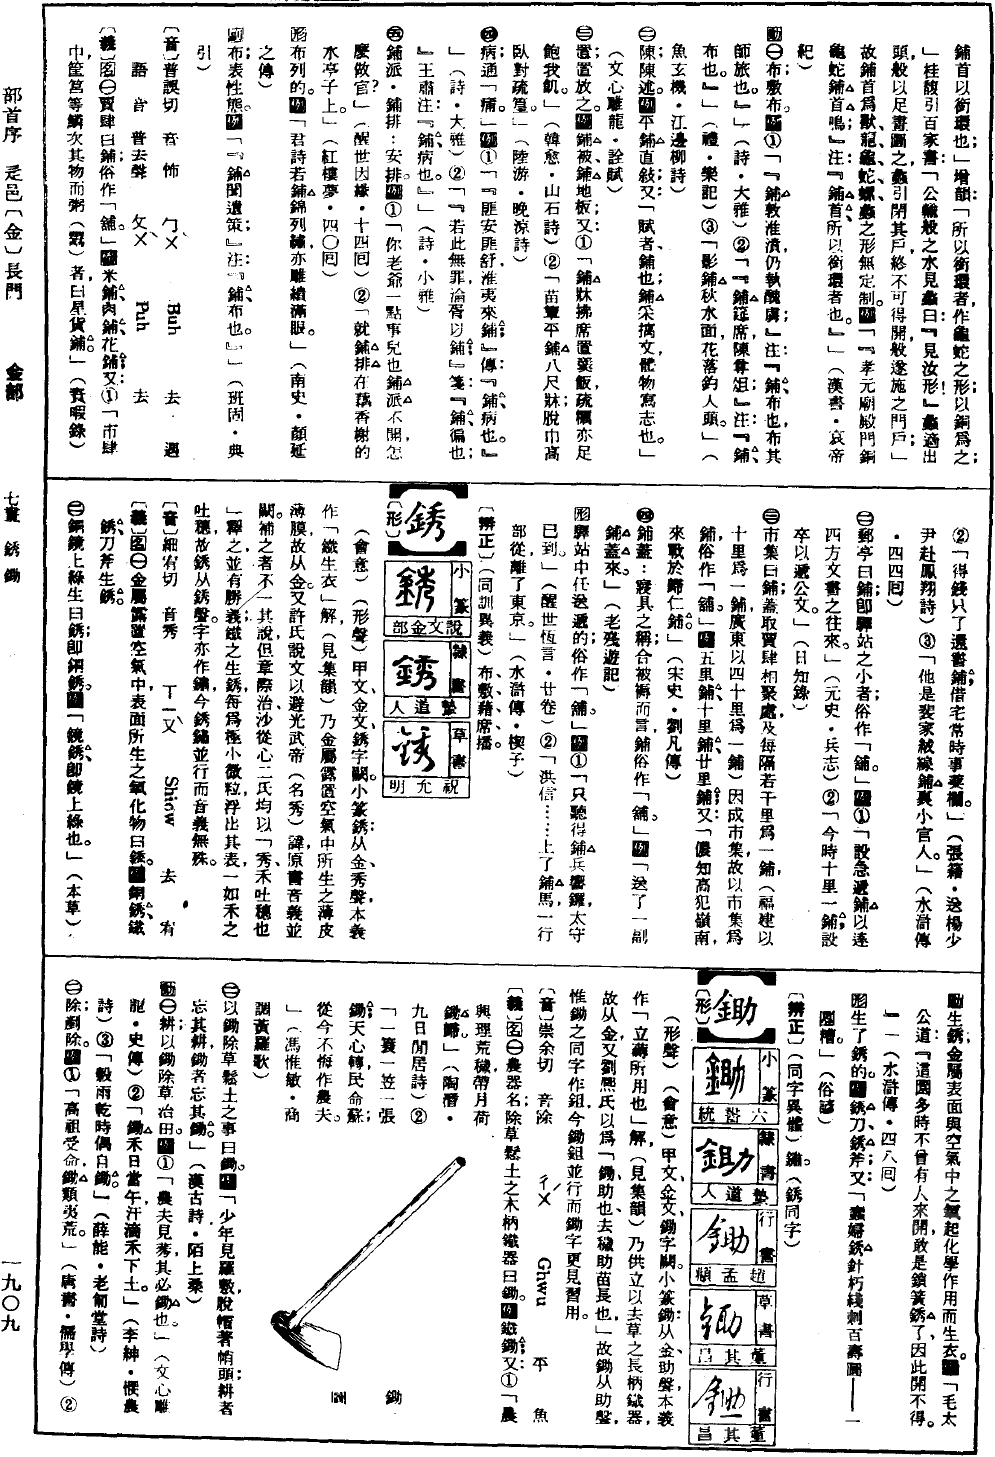 鋪首以銜環也」增韻「所以銜環者作龜蛇之形以銅爲之；
」桂馥引百家書「公輸般之水見蠡曰『見汝形』蠡適出
頭般以足畫圖之蠡引閉其戶終不可得開般遂施之門戶」
故鋪首爲獸龍龜蛇螺蠡之形無定制。例「『孝元廟殿門銅
龜蛇鋪首鳴』注：『鋪首所以銜環者也。』」（漢書・哀帝
紀）
動㊀布；敷布。例①「『鋪敦淮濆仍執醜虜』注：『鋪布也布其
師旅也。』」（詩・大雅）②「『鋪筵席陳尊俎』注：『鋪
布也。』」（禮・樂記）③「影鋪秋水面，花落釣人頭。」（
魚玄機・江邊柳詩）
㊁陳；陳述。例平鋪直敍又「賦者鋪也；鋪采摛文體物寫志也。」
（文心雕龍・詮賦）
㊂置；置放之。例鋪被、鋪地板；又①「鋪牀拂席置羹飯，疏糲亦足
飽我飢。」（韓愈・山石詩）②「苗簟平鋪八尺牀，脫巾高
臥對疏篁。」（陸游・晚涼詩）
㊃病；通「痡。」例①「『匪安匪舒淮夷來鋪』傳：『鋪病也』
」（詩・大雅）②「『若此無罪淪胥以鋪』箋：『鋪徧也
』王肅注：『鋪病也。』」（詩・小雅）
㊅鋪派・鋪排：安排。例①「你老爺一點事兒也鋪派不開，怎
麼做官？」（醒世因緣・十四囘）②「就鋪排在藕香榭的
水亭子上。」（紅樓夢・四〇囘）
形布列的。例「君詩若鋪錦列繡，亦雕繢滿眼。」（南史・顏延
之傳）
副布；表性態。例「『鋪聞遺策』注：『鋪布也。』」（班固・典
引）
〔音〕普誤切　音怖　ㄅㄨ　Buh　去　遇
語音　普去聲　ㄆㄨ　Puh　去
〔義〕名㊀賈肆曰鋪；俗作「舖。」例米鋪、肉鋪、花鋪；又①「市肆
中，筐筥等鱗次其物而粥（鬻）者，曰星貨鋪。」（資暇錄）
②「得錢只了還書鋪，借宅常時事藥欄。」（張籍・送楊少
尹赴鳳翔詩）③「他是裴家絨線鋪裏小官人。」（水滸傳
・四四囘）
㊁郵亭曰鋪；卽驛站之小者；俗作「舖。」例①「設急遞鋪以達
四方文書之往來。」（元史・兵志）②「今時十里一鋪，設
卒以遞公文。」（日知錄）
㊂市集曰鋪；蓋取賈肆相聚處及每隔若干里爲一鋪（福建以
十里爲一鋪，廣東以四十里爲一鋪）因成市集，故以市集爲
鋪；俗作「舖。」例五里鋪、十里鋪、廿里鋪；又「儂知高犯嶺南，
來戰於歸仁鋪。」（宋史・劉凡傳）
㊃鋪蓋：寢具之稱；合被褥而言，鋪俗作「舖。」例「送了一副
鋪蓋來。」（老殘遊記）
形驛站中任送遞的；俗作「舖。」例①「只聽得鋪兵鑼響，太守
已到。」（醒世恆言・廿卷）②「洪信……上了鋪馬，一行
部從，離了東京。」（水滸傳・楔子）
〔辨正〕（同訓異義）布、敷、藉、席、播。
銹
〔形〕
小篆　說文金部
隸書　墊道人
草書　祝允明
（會意）（形聲）甲文、金文、銹字闕。小篆銹：从金，秀聲，本義
作「鐵生衣」解（見集韻）乃金屬露置空氣中所生之薄皮
薄膜，故从金。又許氏說文以避光武帝（名秀）諱，原書音義並
闕，補之者不一其說，但章際治、沙從心二氏均以「秀，禾吐穗也
」釋之，並有勝義，鐵之生銹每爲極小微粒浮出其表，一如禾之
吐穗，故銹从秀聲。字亦作鏽，今銹鏽並行而音義無殊。
〔音〕細宥切　音秀　ㄒㄧㄡ　Shiow　去　宥
〔義〕名㊀金屬露置空氣中，表面所生之氧化物曰銹。例銅銹、鐵
銹、刀斧生銹。
㊁銅鏡上綠生曰銹；卽銅銹。例「鏡銹卽鏡上綠也。」（本草）
動生銹；金屬表面與空氣中之氧起化學作用而生衣。例「毛太
公道：『這園多時不曾有人來開，敢是鎖簧銹了，因此開不得。
』」（水滸傳・四八囘）
形生了銹的。例銹刀、銹斧；又「蠢婦銹針朽綫刺百壽圖──一
團糟。」（俗諺）
〔辨正〕（同字異體）鏽。（銹同字）
鋤
〔形〕
小篆　六書統
隸書　墊道人
行書　趙孟頫
草書　董其昌
行書　董其昌
（形聲）（會意）甲文、金文、鋤字闕。小篆鋤：从金，助聲，本義
作「立薅所用也」解（見集韻）乃供立以去草之長柄鐵器，
故从金。又劉熙氏以爲「鋤，助也，去穢助苗長也」故鋤从助聲，
惟鋤之同字作鉏，今鋤鉏並行而鋤字更見習用。
〔音〕崇余切　音除　ㄔㄨ　Chwu　平　魚
〔義〕名㊀農器名；除草鬆土之木柄鐵器曰鋤。例鐵鋤；又①「晨
興理荒穢，帶月荷
鋤歸。」（陶潛・
九日閒居詩）②
「一簑一笠一張
鋤，天心轉，民命蘇；
從今不悔作農夫。
」（馮惟敏・商
調黃羅歌）
鋤圖
㊁以鋤除草鬆土之事曰鋤。例「少年見羅敷，脫帽著帩頭；耕者
忘其耕，鋤者忘其鋤。」（漢古詩・陌上桑）
動㊀耕；以鋤除草治田。例①「農夫見莠，其必鋤也。」（文心雕
龍・史傳）②「鋤禾日當午，汗滴禾下土。」（李紳・憫農
詩）③「穀雨乾時偶自鋤。」（薛能・老圃堂詩）
㊁除；剷除。例①「高祖受命，鋤類夷荒。」（唐書・儒學傳）②
部首序　辵邑〔金〕長門　金部　七畫　銹　鋤　一九〇九